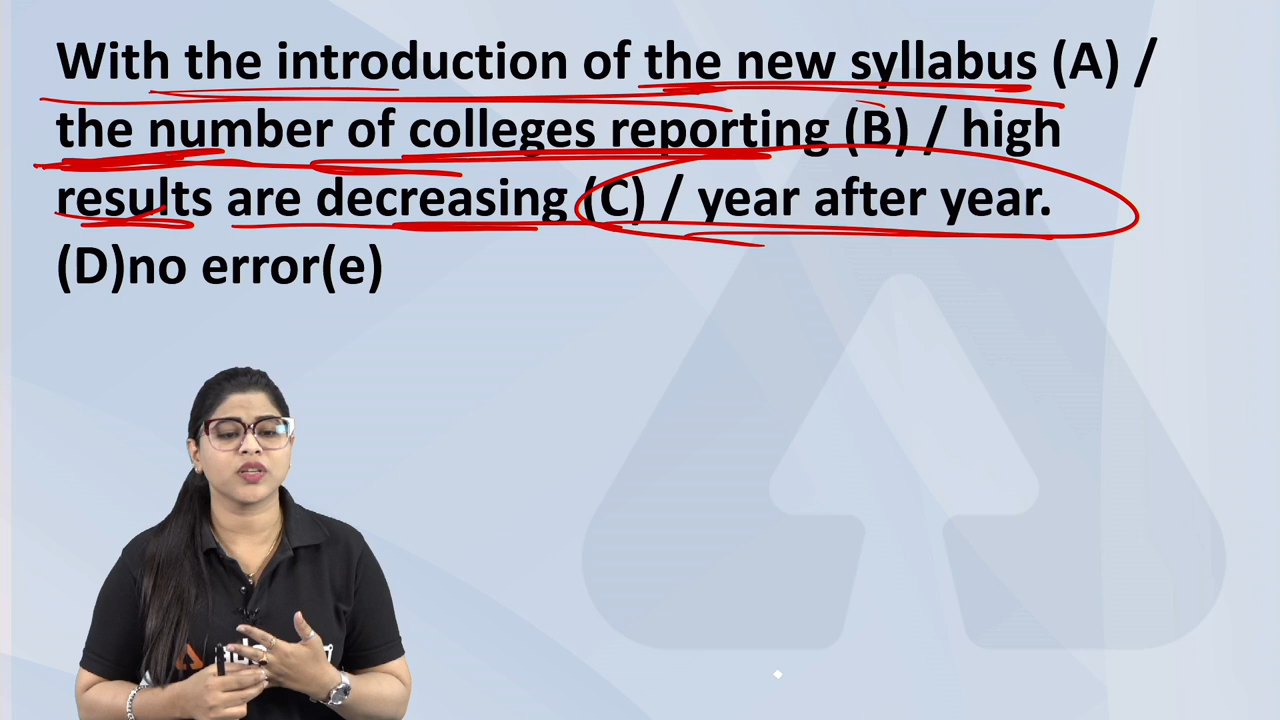 With the introduction of the new syllabus (A) /
the number of colleges reporting (B) / high
results are decreasing (C) / year after year.
(D)no error(e)